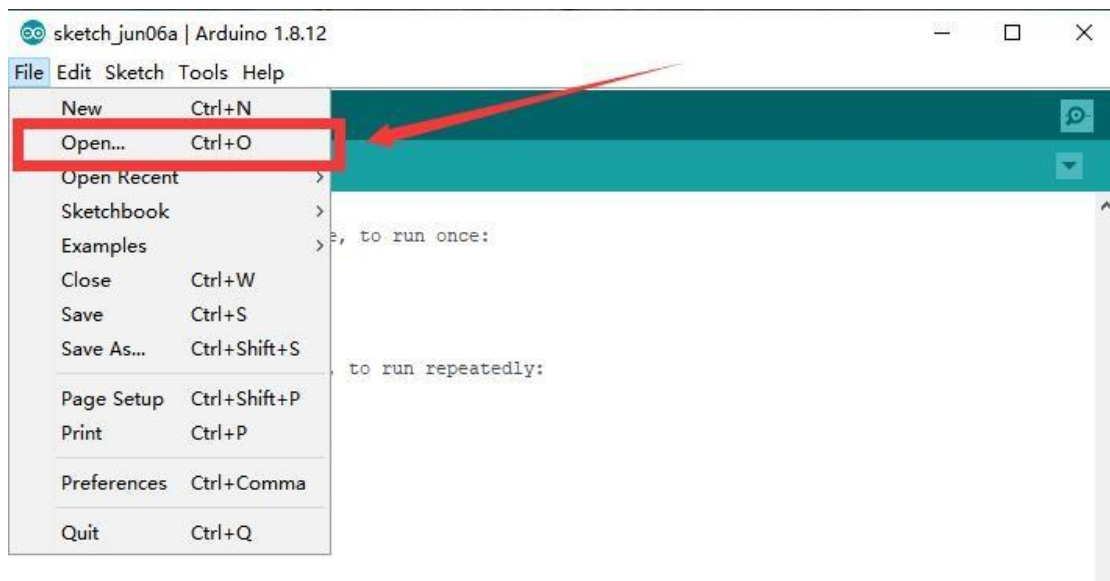 sketch_jun06a | Arduino 1.8.12
File Edit Sketch Tools Help
New Ctrl+N
Open... Ctrl+O
Open Recent >
Sketchbook >
Examples >
, to run once:
Close Ctrl+W
Save Ctrl+S
Save As... Ctrl+Shift+S
, to run repeatedly:
Page Setup Ctrl+Shift+P
Print Ctrl+P
Preferences Ctrl+Comma
Quit Ctrl+Q